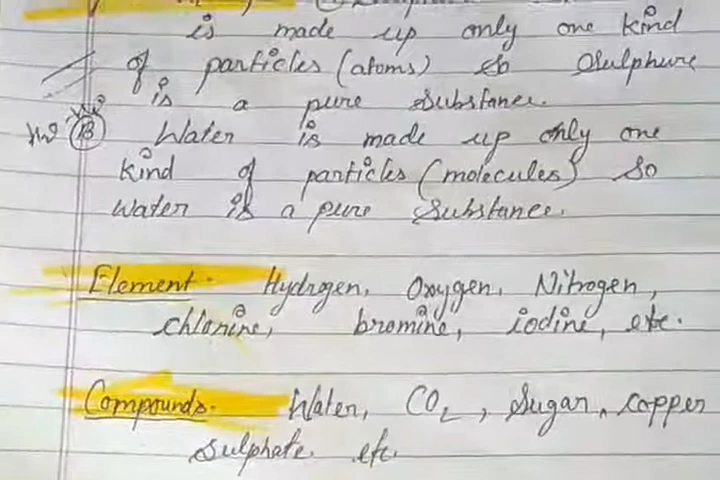 is made up only one kind
of particles (atoms) so Sulphure
is a pure Substance.
(B) Water is made up only one
kind of particles (molecules) so
water is a pure Substance.
Element- Hydrogen, Oxygen, Nitrogen,
chlorine, bromine, iodine, etc.
Compounds- Water, CO₂, Sugar, copper
sulphate etc.